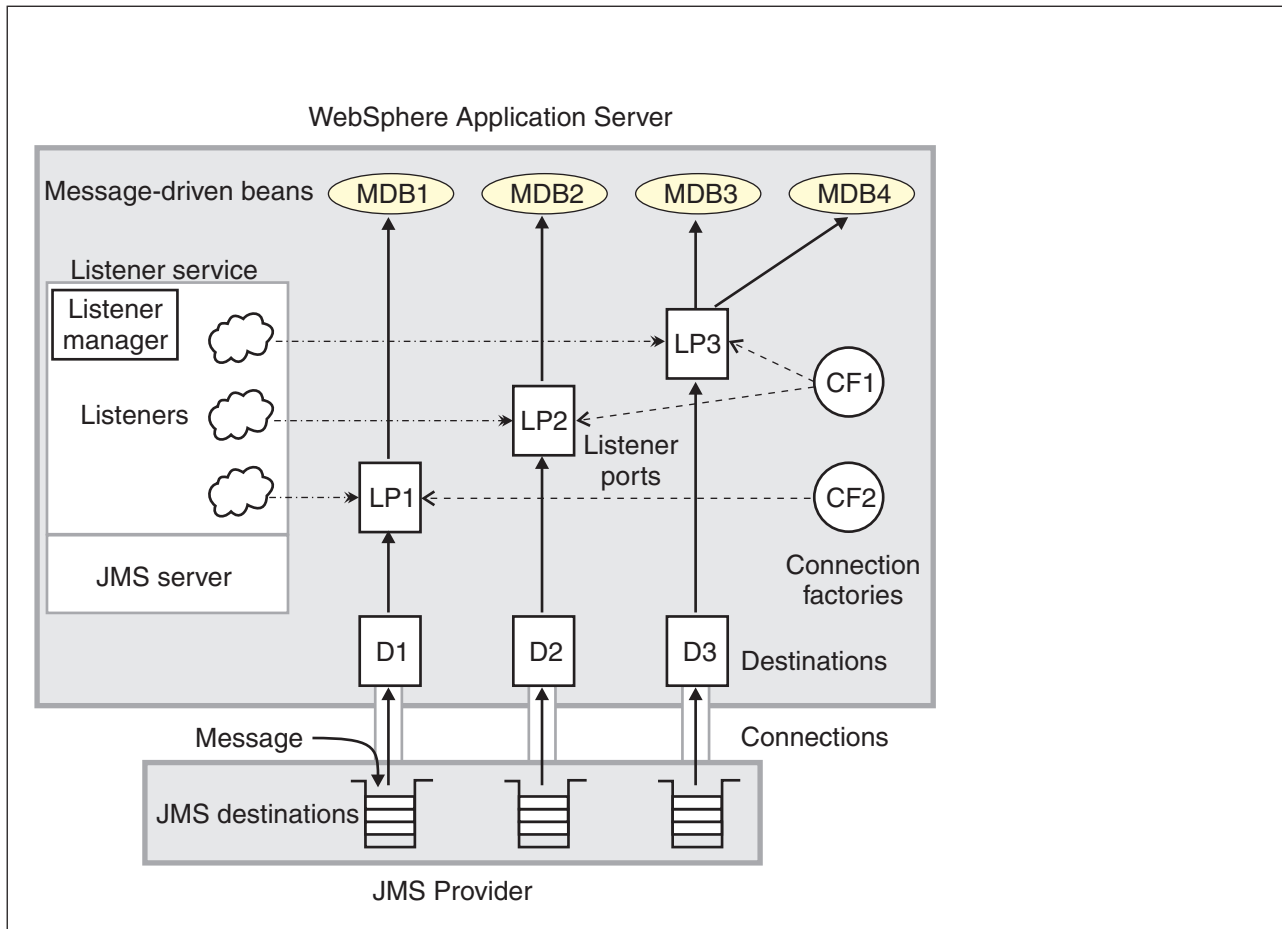 WebSphere Application Server
Message-driven beans
MDB1
MDB2
MDB3
MDB4
Listener service
Listener
manager
LP3
CF1
Listeners
LP2
Listener
ports
LP1
CF2
JMS server
Connection
factories
D1
D2
D3
Destinations
Message
Connections
JMS destinations
JMS Provider